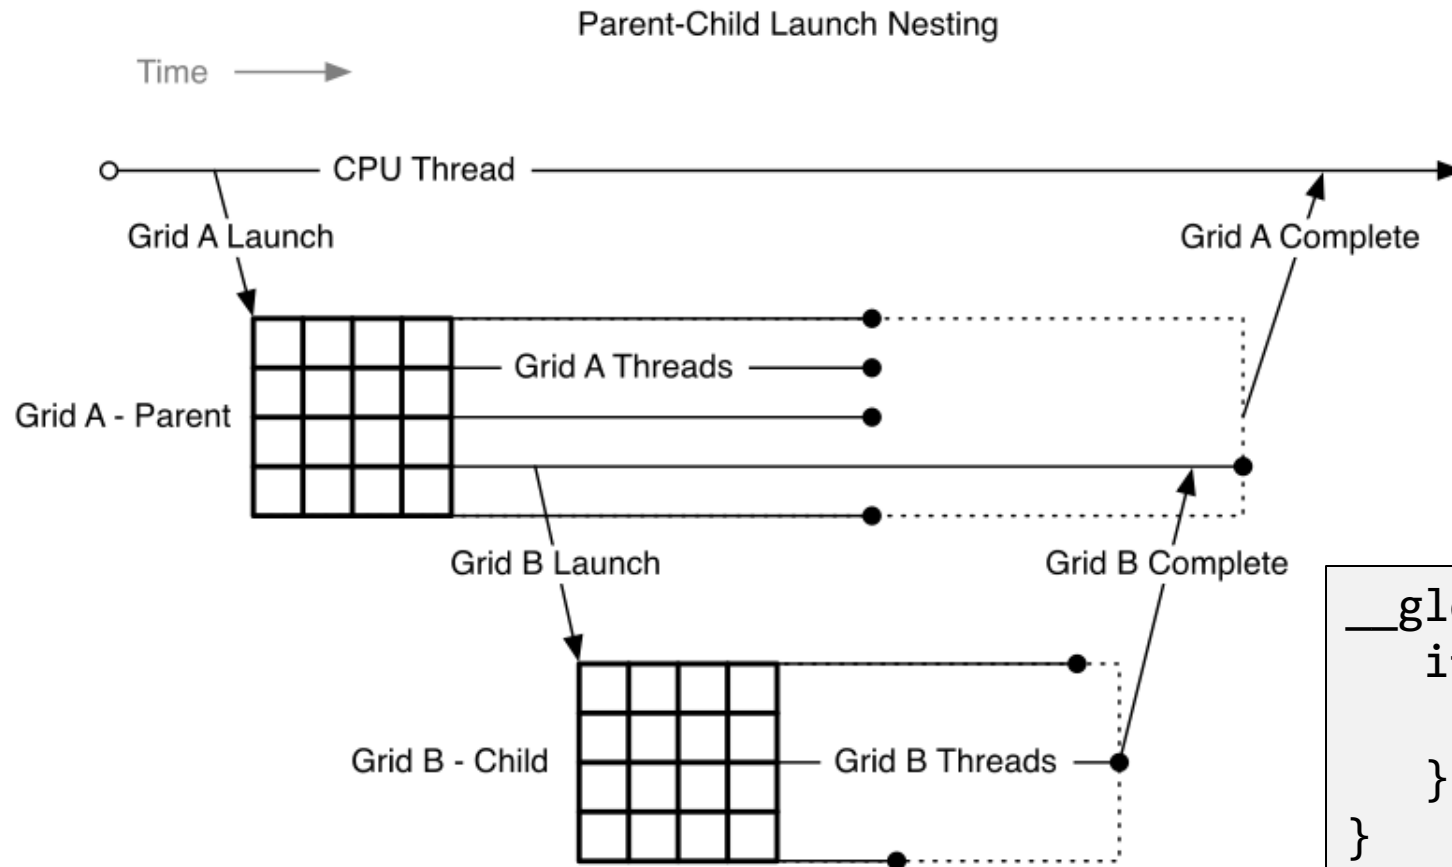 Parent-Child Launch Nesting
Time
CPU Thread
Grid A Launch
Grid A Complete
Grid A Threads
Grid A - Parent
Grid B Launch
Grid B Complete
Grid B - Child
Grid B Threads
}
}